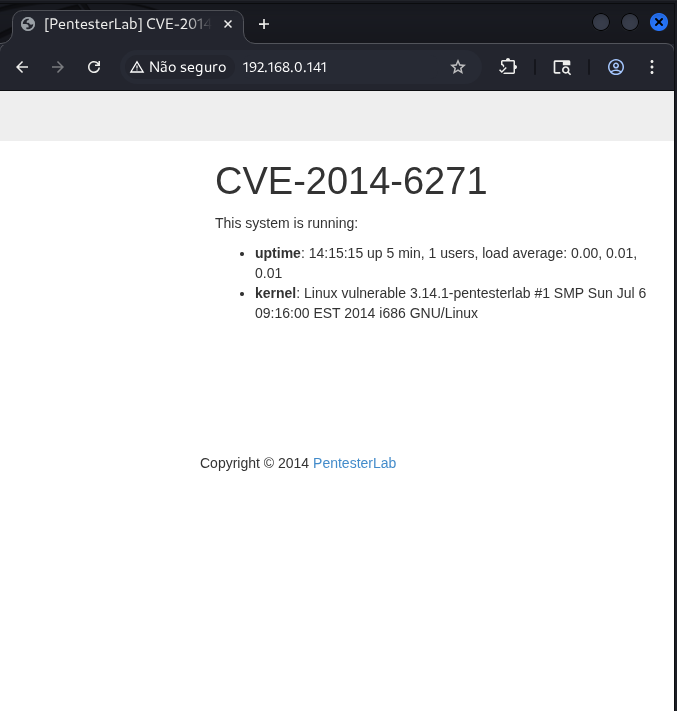 [PentesterLab] CVE-2014
Não seguro 192.168.0.141
CVE-2014-6271
This system is running:
uptime: 14:15:15 up 5 min, 1 users, load average: 0.00, 0.01,
0.01
kernel: Linux vulnerable 3.14.1-pentesterlab #1 SMP Sun Jul 6
09:16:00 EST 2014 i686 GNU/Linux
Copyright © 2014 PentesterLab